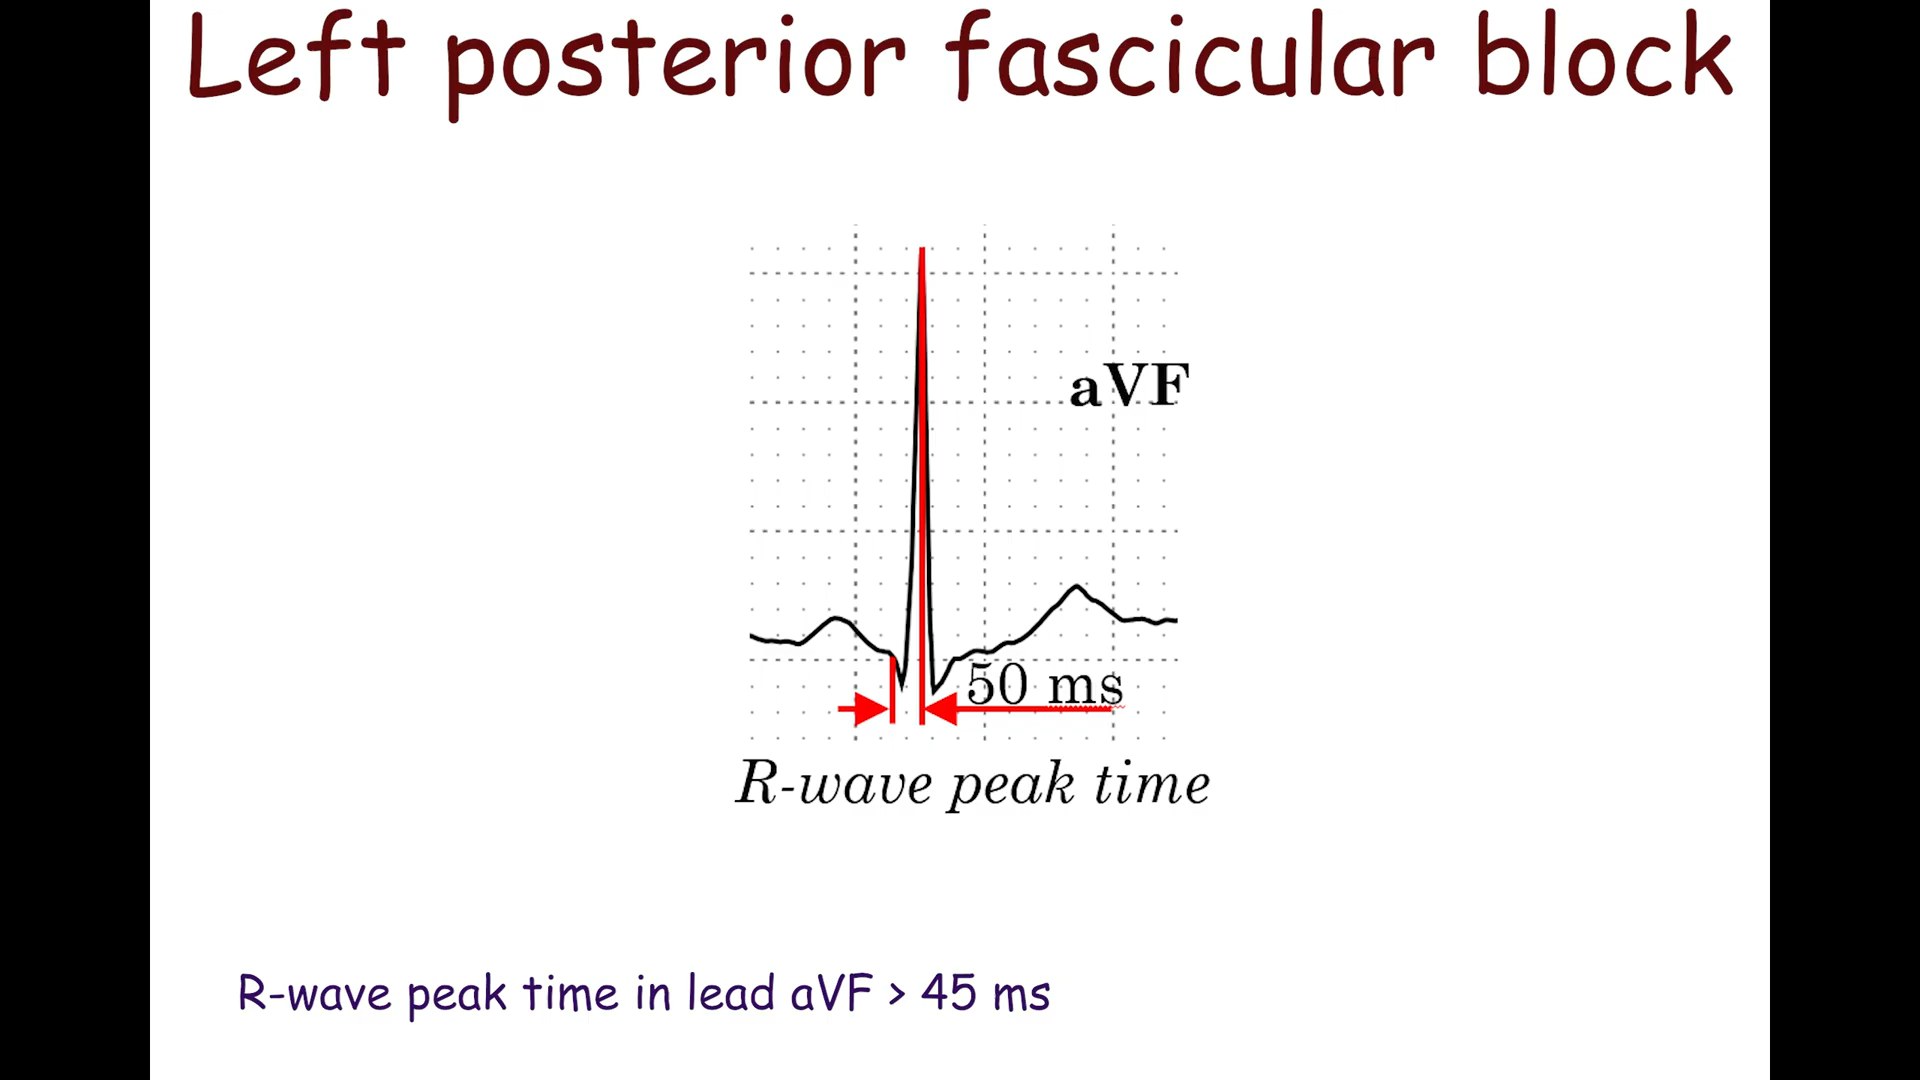 Left posterior fascicular block
aVF
50 ms
R-wave peak time
R-wave peak time in lead aVF > 45 ms